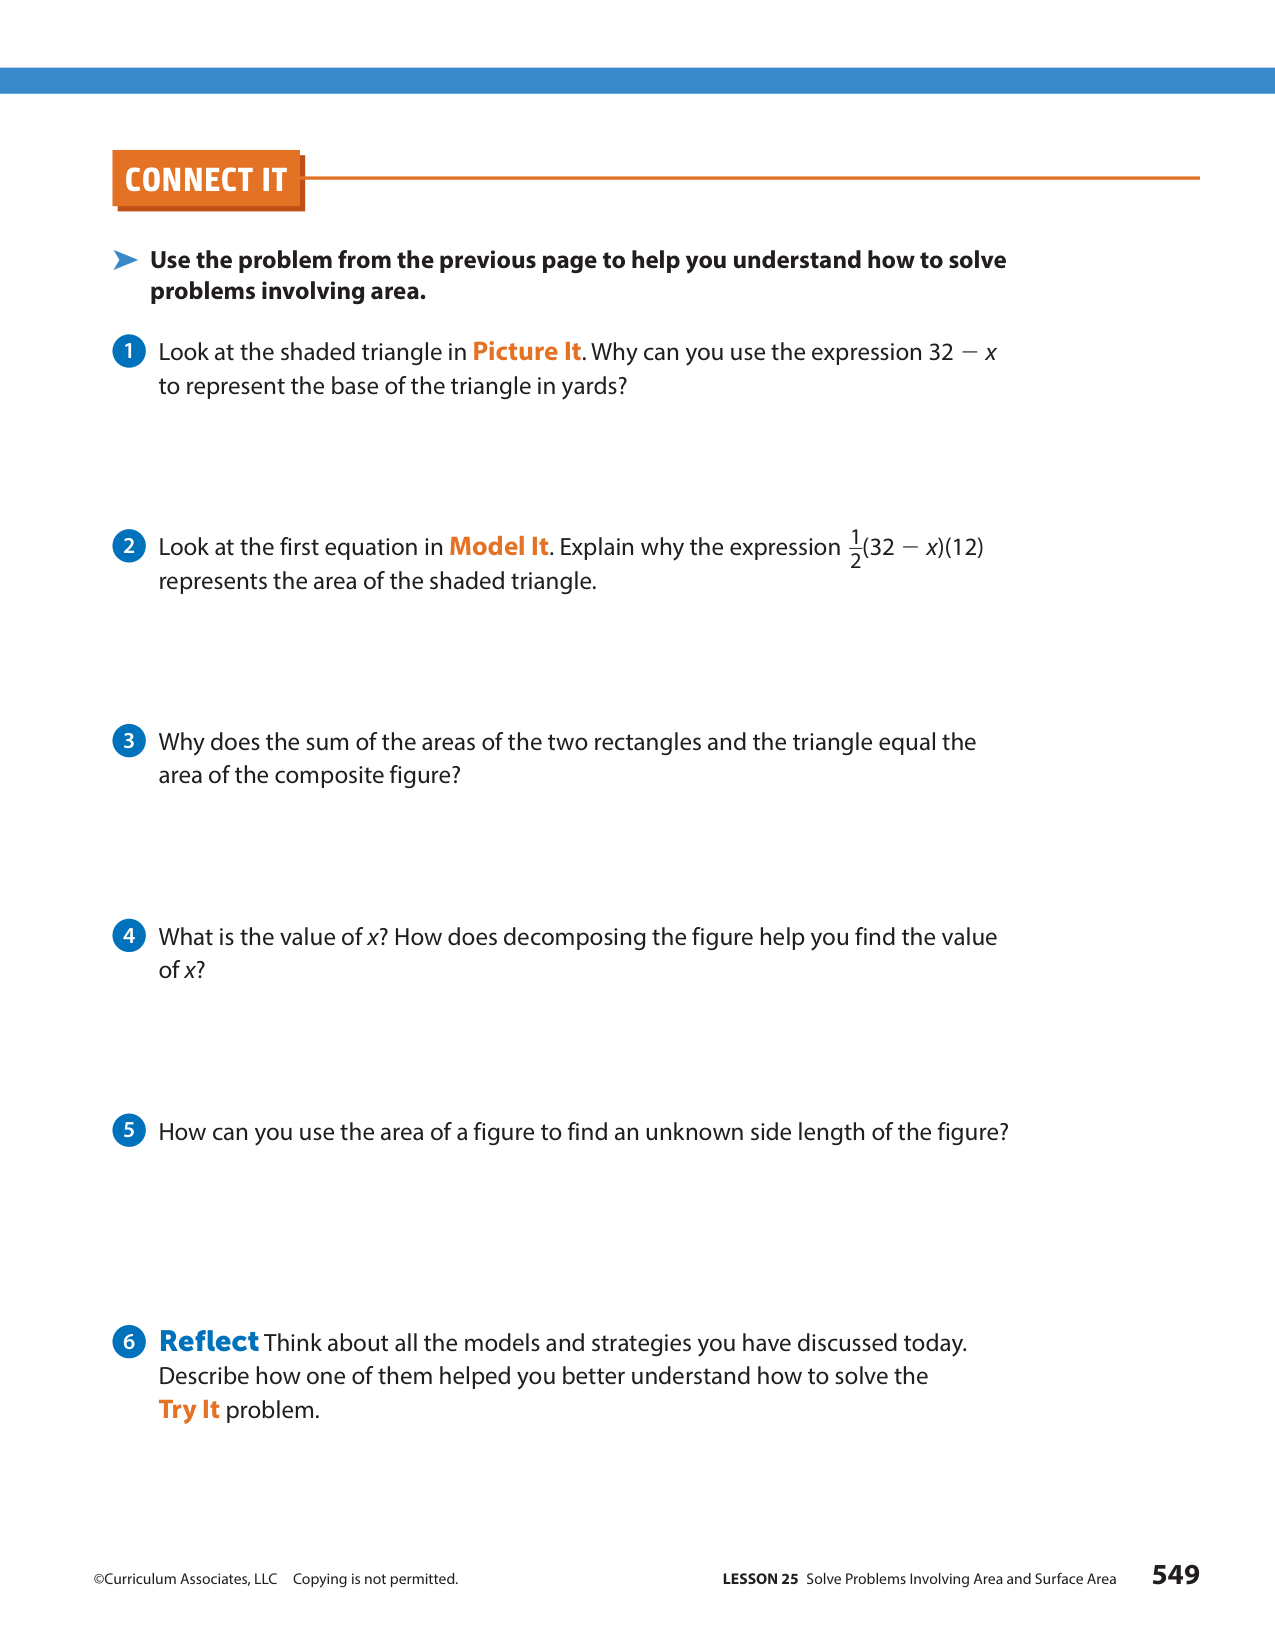 CONNECT IT
➤ Use the problem from the previous page to help you understand how to solve
problems involving area.
1 Look at the shaded triangle in Picture It. Why can you use the expression 32 − x
to represent the base of the triangle in yards?
2 Look at the first equation in Model It. Explain why the expression 1/2(32 − x)(12)
represents the area of the shaded triangle.
3 Why does the sum of the areas of the two rectangles and the triangle equal the
area of the composite figure?
4 What is the value of x? How does decomposing the figure help you find the value
of x?
5 How can you use the area of a figure to find an unknown side length of the figure?
6 Reflect Think about all the models and strategies you have discussed today.
Describe how one of them helped you better understand how to solve the
Try It problem.
©Curriculum Associates, LLC Copying is not permitted. LESSON 25 Solve Problems Involving Area and Surface Area 549